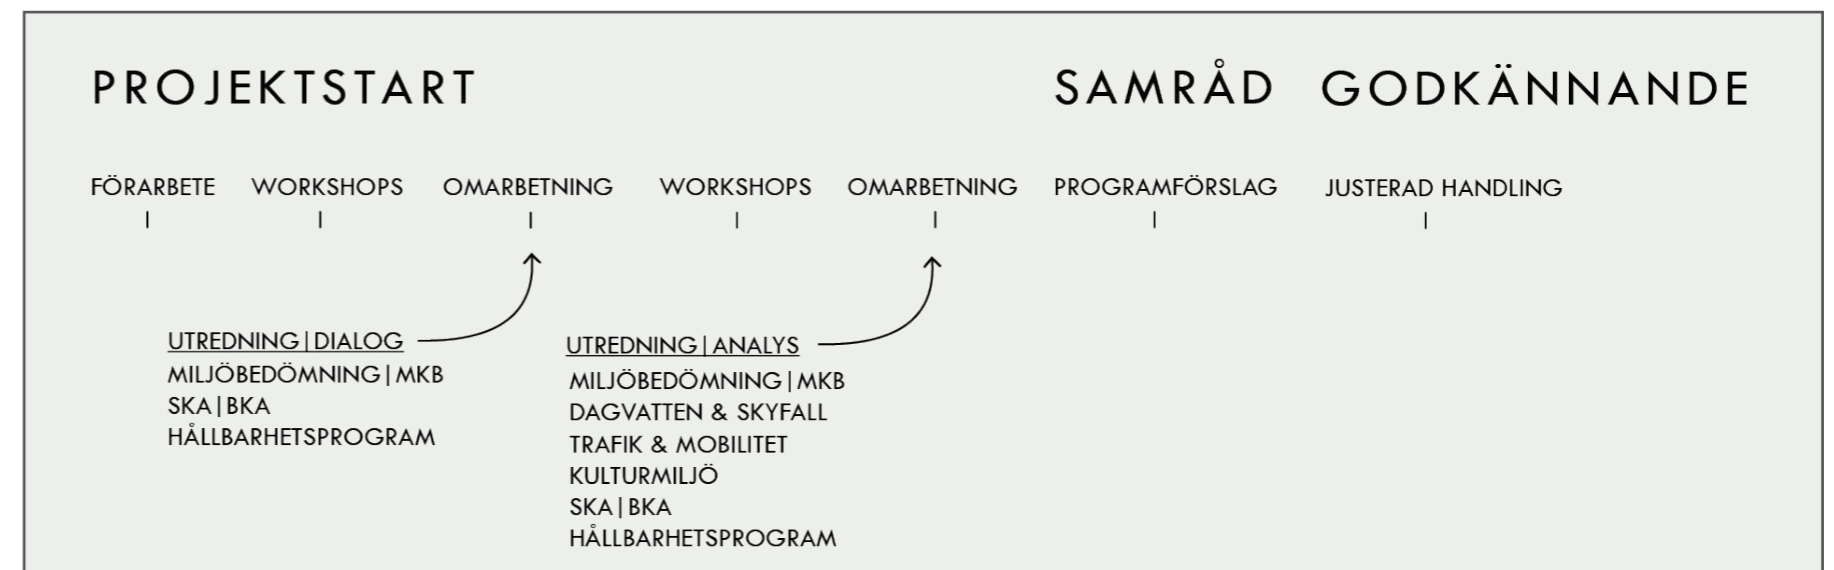 PROJEKTSTART SAMRÅD GODKÄNNANDE
FÖRARBETE WORKSHOPS OMARBETNING WORKSHOPS OMARBETNING PROGRAMFÖRSLAG JUSTERAD HANDLING
UTREDNING|DIALOG
MILJÖBEDÖMNING|MKB
SKA|BKA
HÅLLBARHETSPROGRAM
UTREDNING|ANALYS
MILJÖBEDÖMNING|MKB
DAGVATTEN & SKYFALL
TRAFIK & MOBILITET
KULTURMILJÖ
SKA|BKA
HÅLLBARHETSPROGRAM